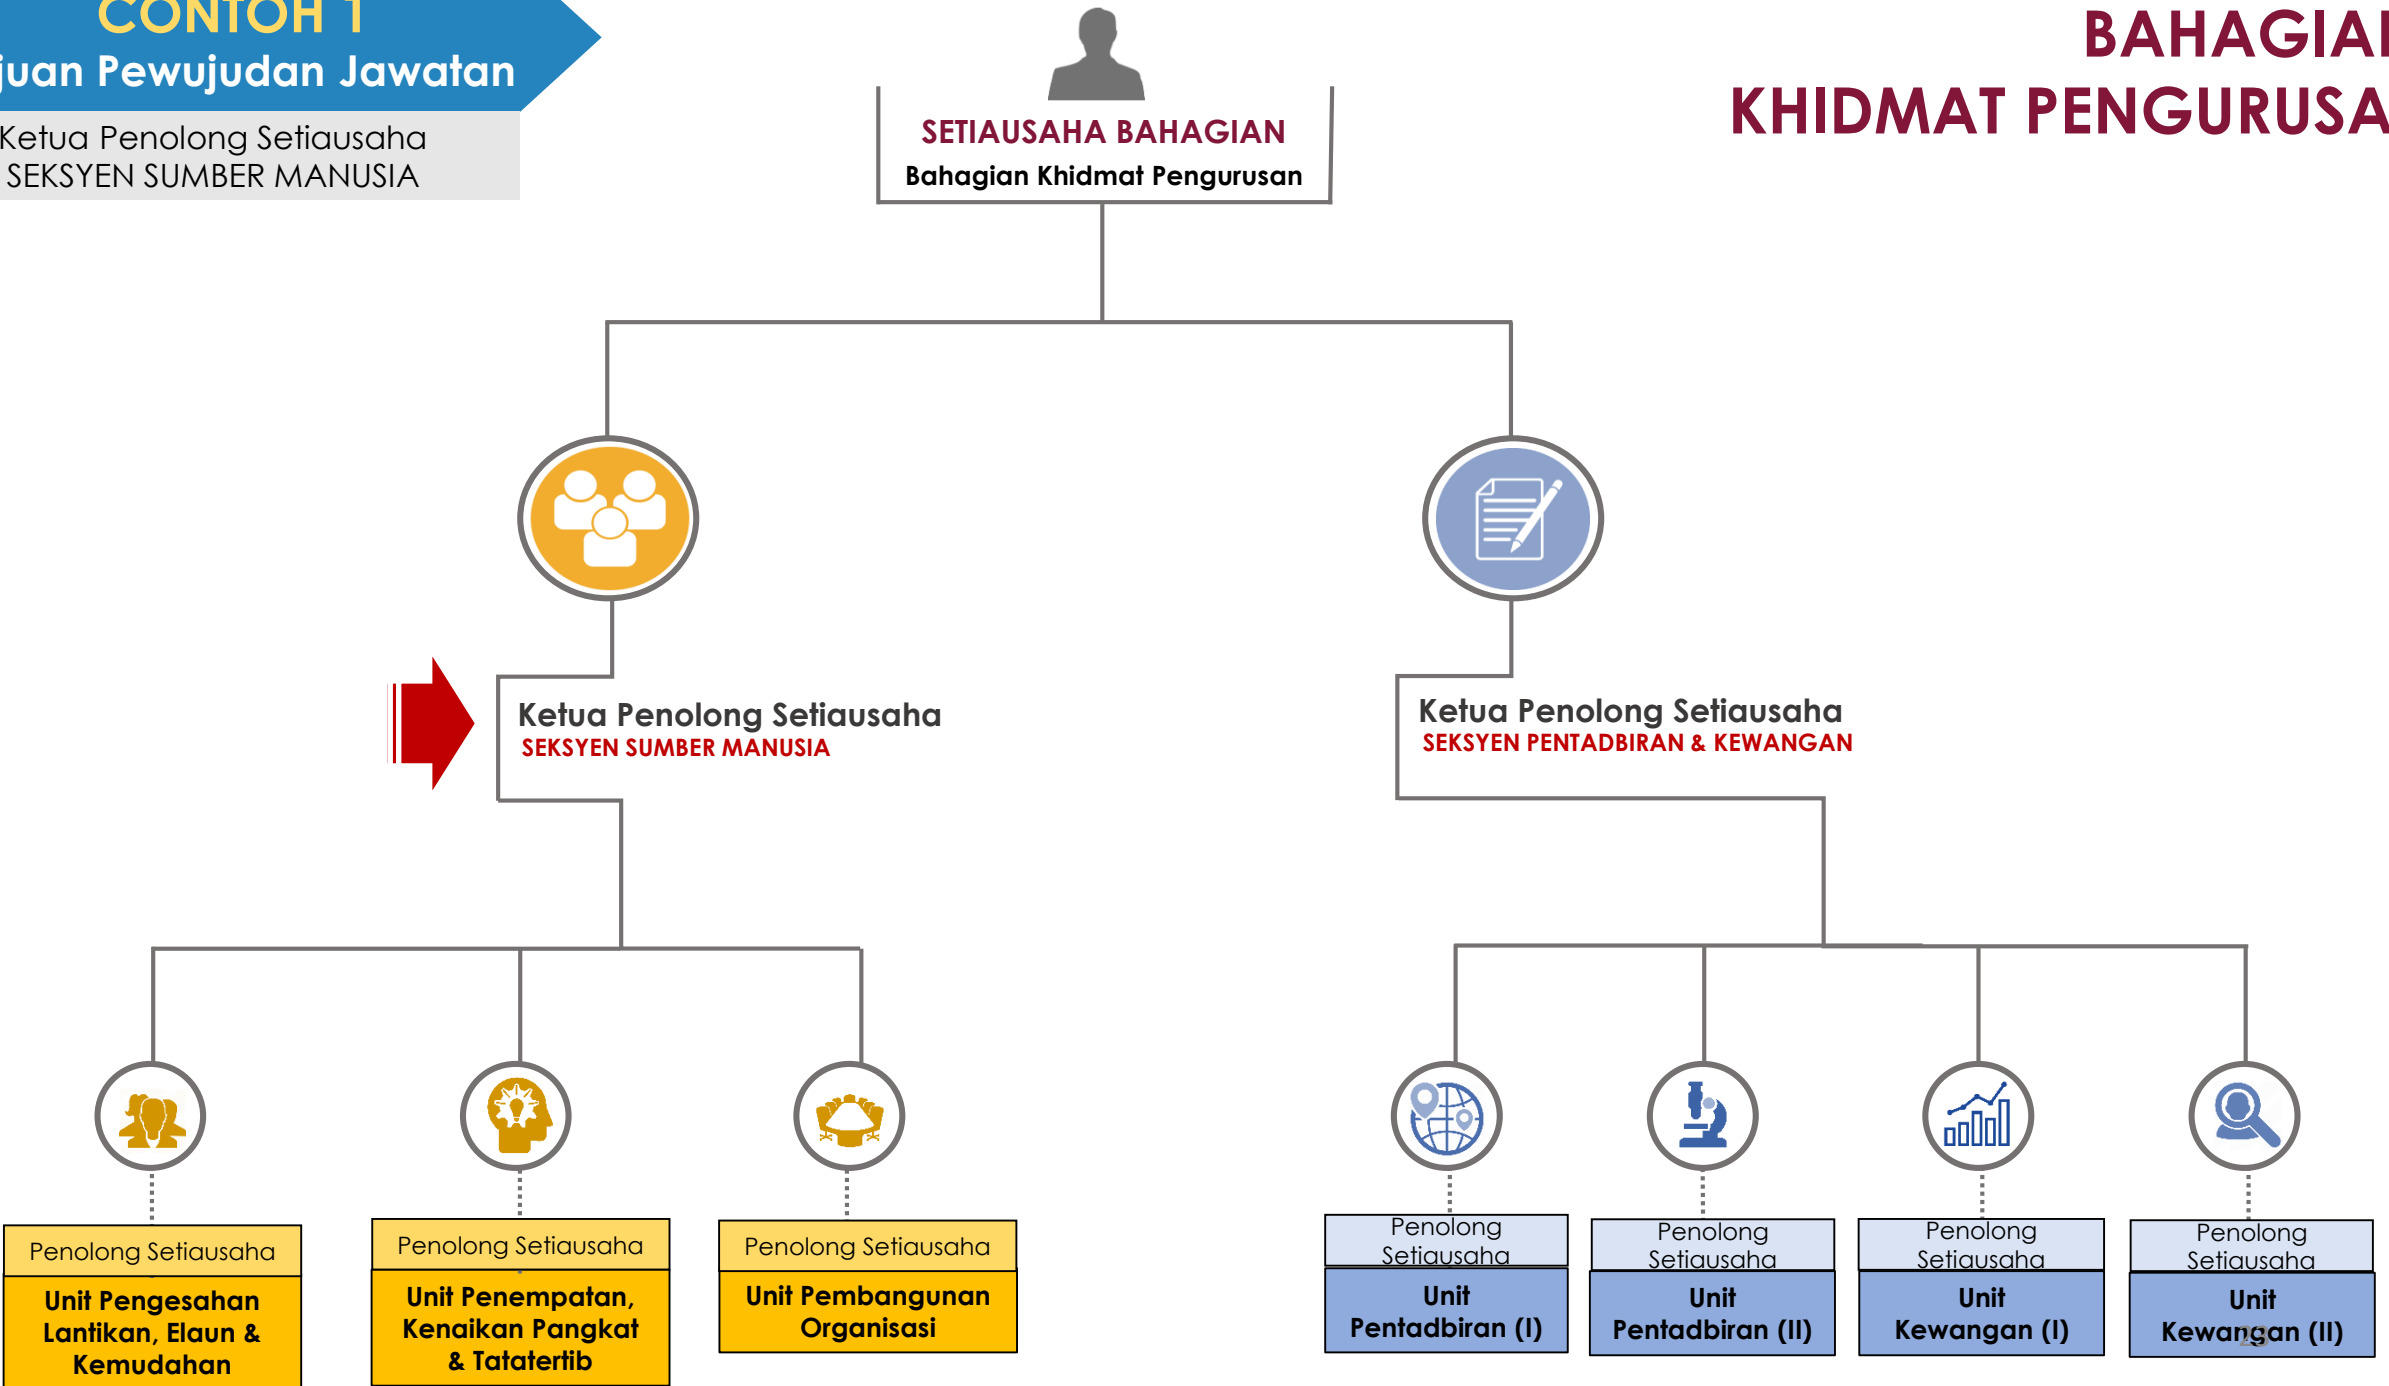 CONTOH 1
juan Pewujudan Jawatan
Ketua Penolong Setiausaha
SEKSYEN SUMBER MANUSIA
BAHAGIAN
KHIDMAT PENGURUSA
SETIAUSAHA BAHAGIAN
Bahagian Khidmat Pengurusan
Ketua Penolong Setiausaha
SEKSYEN SUMBER MANUSIA
Ketua Penolong Setiausaha
SEKSYEN PENTADBIRAN & KEWANGAN
Penolong Setiausaha
Unit Pengesahan
Lantikan, Elaun &
Kemudahan
Penolong Setiausaha
Unit Penempatan,
Kenaikan Pangkat
& Tatatertib
Penolong Setiausaha
Unit Pembangunan
Organisasi
Penolong
Setiausaha
Unit
Pentadbiran (I)
Penolong
Setiausaha
Unit
Pentadbiran (II)
Penolong
Setiausaha
Unit
Kewangan (I)
Penolong
Setiausaha
Unit
Kewangan (II)
23